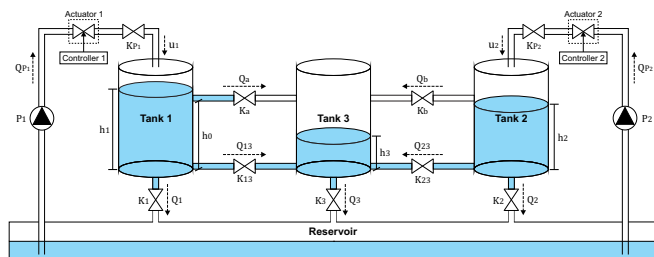 Actuator 1
Actuator 2
KP1
u1
u2
KP2
Controller 1
Controller 2
QP1
QP2
Qa
Qb
P1
Tank 1
Ka
Tank 3
Kb
Tank 2
P2
h1
h0
h2
Q13
Q23
h3
K13
K23
K1
Q1
K3
Q3
K2
Q2
Reservoir